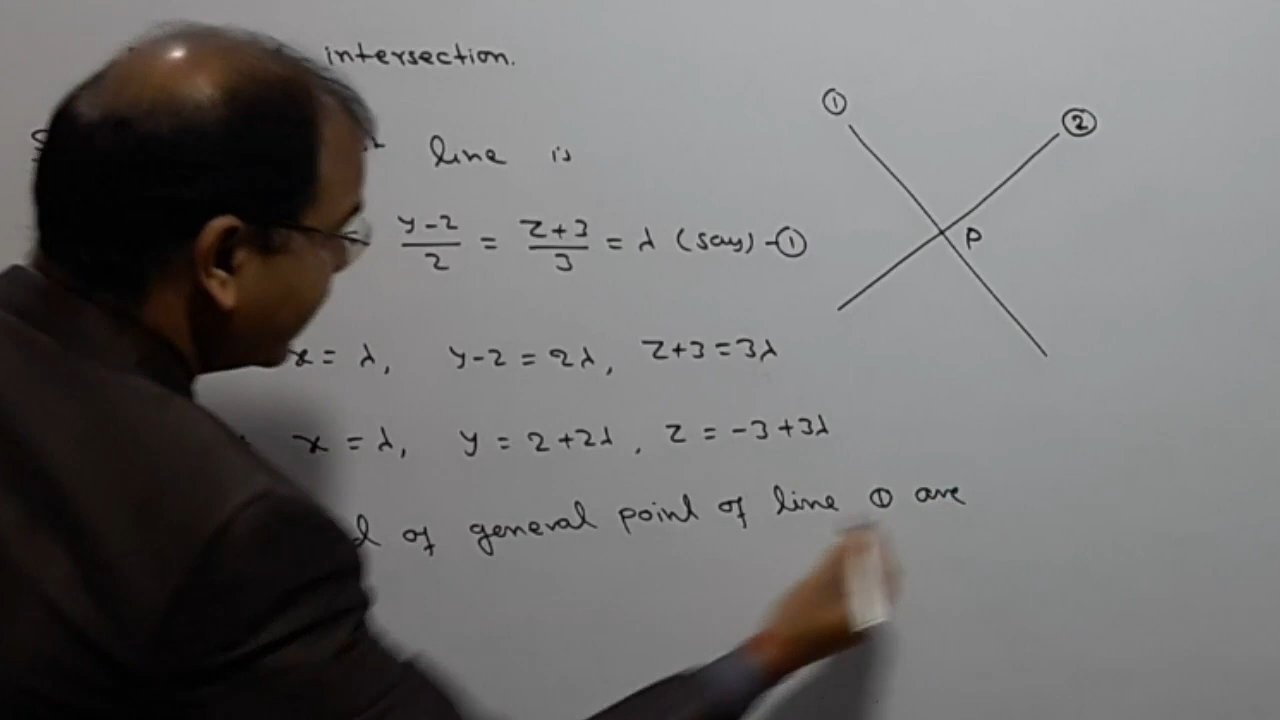 intersection.
① ②
line is
y-2/2 = z+3/3 = λ (say) -①
P
x = λ, y-2 = 2λ, z+3 = 3λ
x = λ, y = 2+2λ, z = -3+3λ
of general point of line ① are